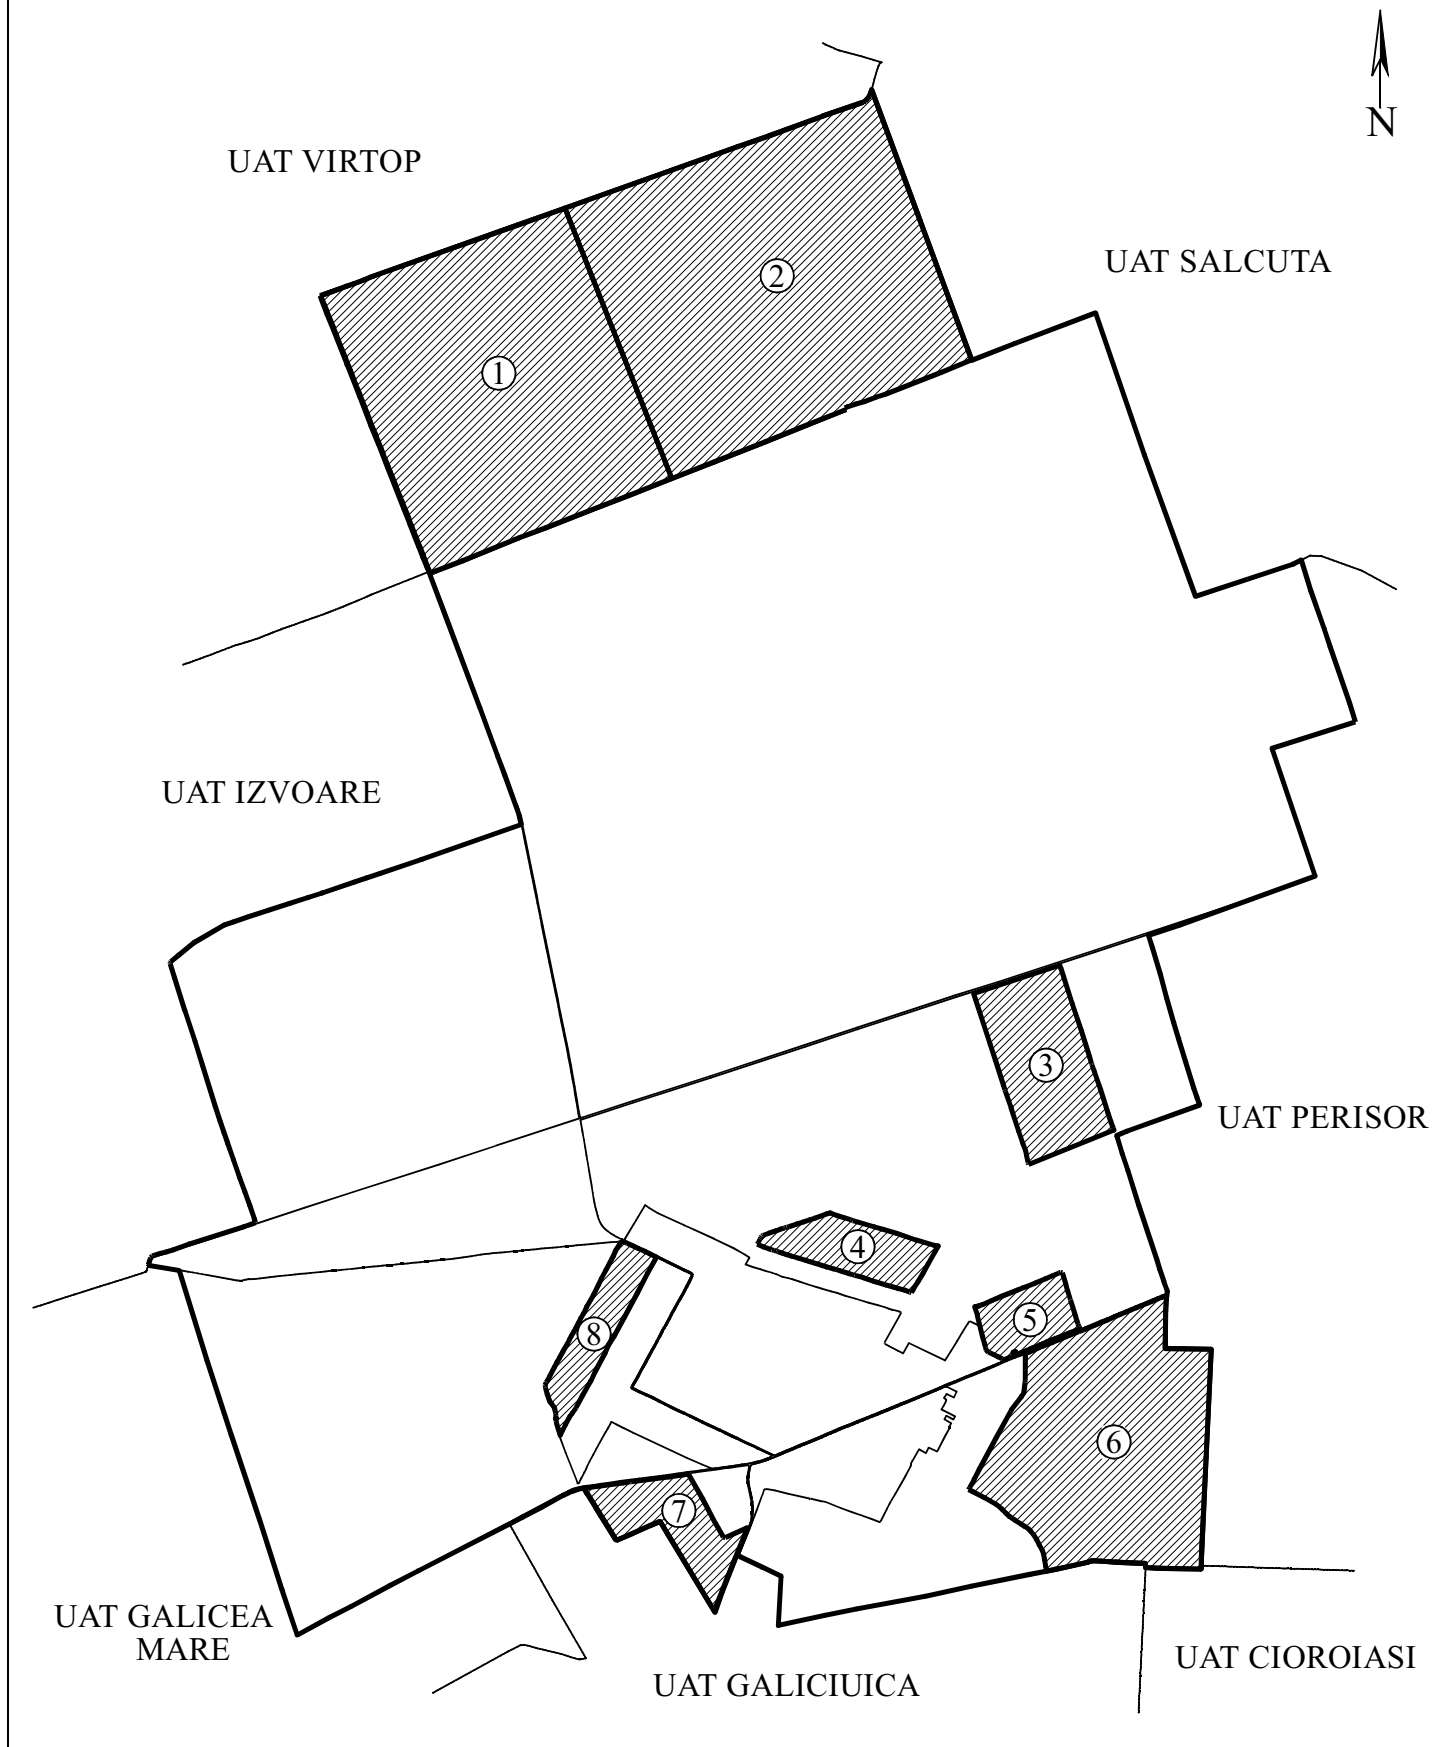 N
UAT VIRTOP
UAT SALCUTA
2
1
UAT IZVOARE
3
UAT PERISOR
4
5
8
6
7
UAT GALICEA
MARE
UAT CIOROIASI
UAT GALICIUICA